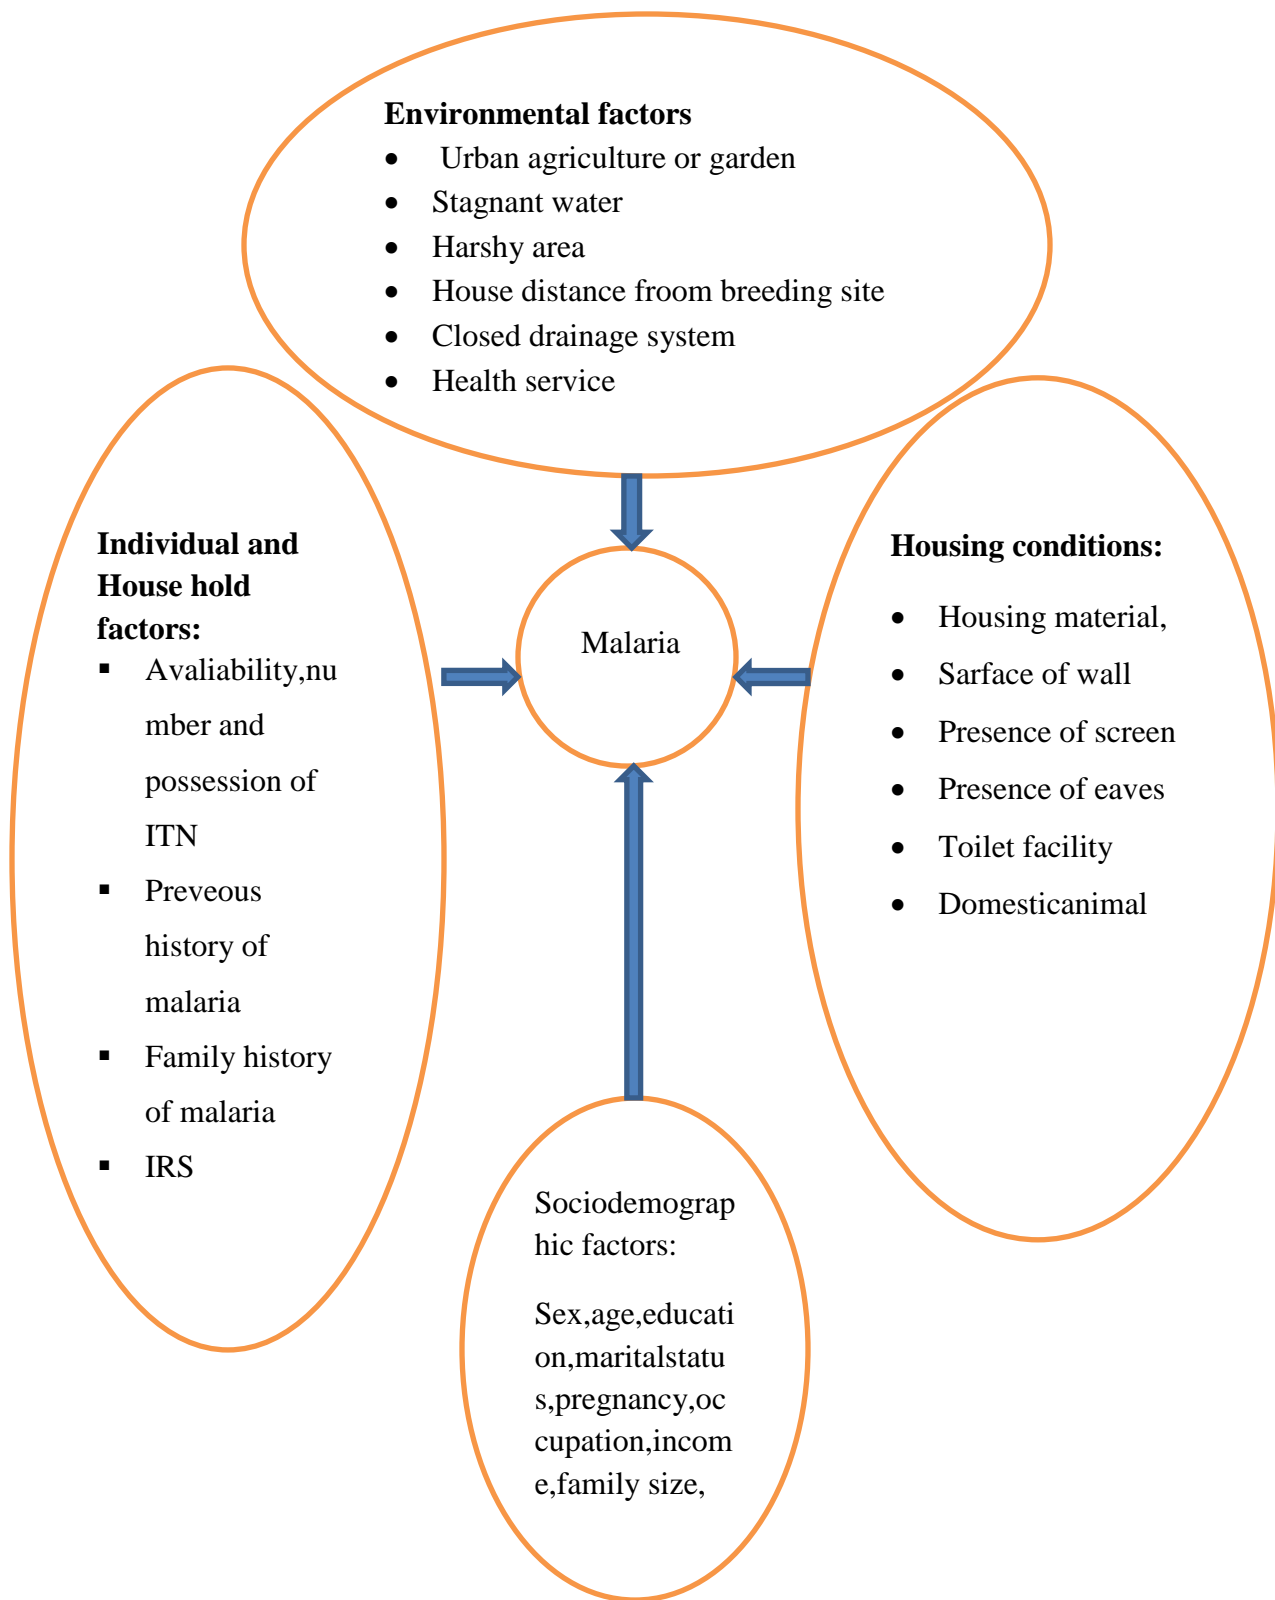 Environmental factors
• Urban agriculture or garden
• Stagnant water
• Harshy area
• House distance froom breeding site
• Closed drainage system
• Health service
Individual and
House hold
factors:
▪ Avaliability,nu
mber and
possession of
ITN
▪ Preveous
history of
malaria
▪ Family history
of malaria
▪ IRS
Malaria
Housing conditions:
• Housing material,
• Sarface of wall
• Presence of screen
• Presence of eaves
• Toilet facility
• Domesticanimal
Sociodemograp
hic factors:
Sex,age,educati
on,maritalstatu
s,pregnancy,oc
cupation,incom
e,family size,